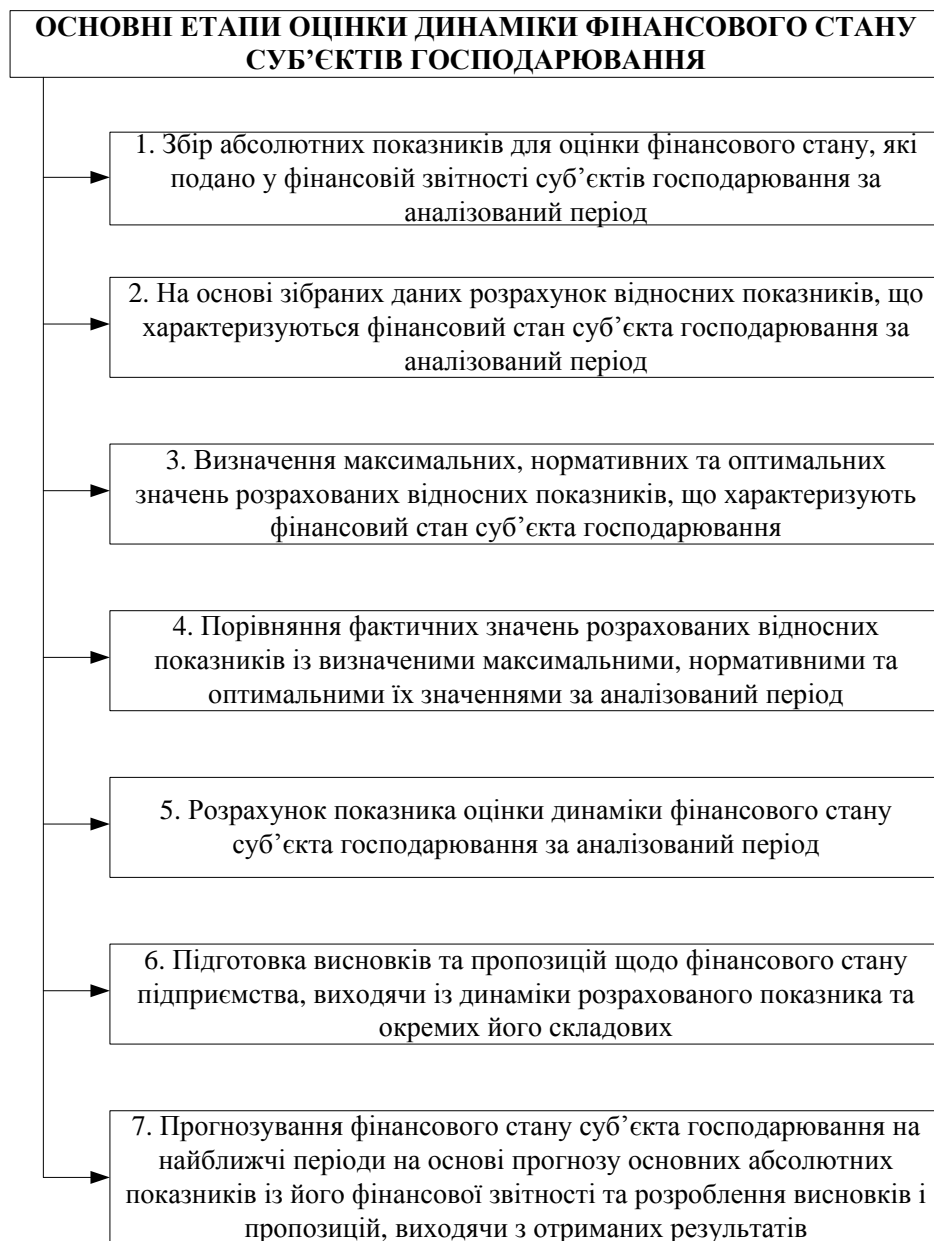 ОСНОВНІ ЕТАПИ ОЦІНКИ ДИНАМІКИ ФІНАНСОВОГО СТАНУ
СУБ’ЄКТІВ ГОСПОДАРЮВАННЯ
1. Збір абсолютних показників для оцінки фінансового стану, які
подано у фінансовій звітності суб’єктів господарювання за
аналізований період
2. На основі зібраних даних розрахунок відносних показників, що
характеризуються фінансовий стан суб’єкта господарювання за
аналізований період
3. Визначення максимальних, нормативних та оптимальних
значень розрахованих відносних показників, що характеризують
фінансовий стан суб’єкта господарювання
4. Порівняння фактичних значень розрахованих відносних
показників із визначеними максимальними, нормативними та
оптимальними їх значеннями за аналізований період
5. Розрахунок показника оцінки динаміки фінансового стану
суб’єкта господарювання за аналізований період
6. Підготовка висновків та пропозицій щодо фінансового стану
підприємства, виходячи із динаміки розрахованого показника та
окремих його складових
7. Прогнозування фінансового стану суб’єкта господарювання на
найближчі періоди на основі прогнозу основних абсолютних
показників із його фінансової звітності та розроблення висновків і
пропозицій, виходячи з отриманих результатів